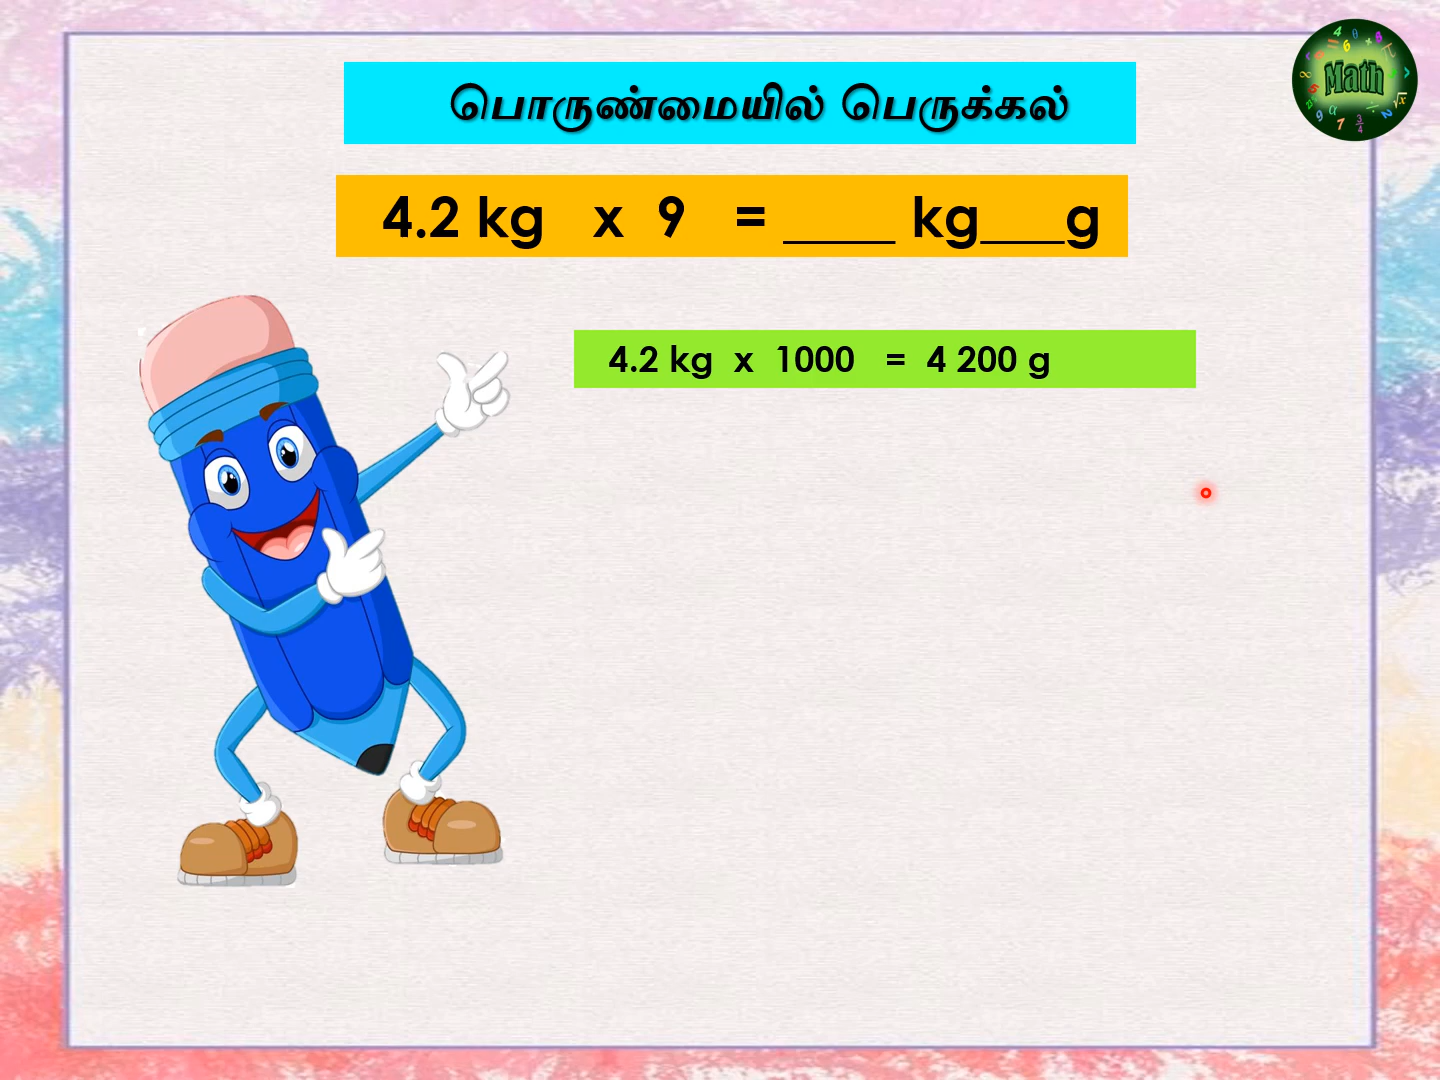 Math
பொருண்மையில் பெருக்கல்
4.2 kg x 9 = ____ kg___g
4.2 kg x 1000 = 4 200 g